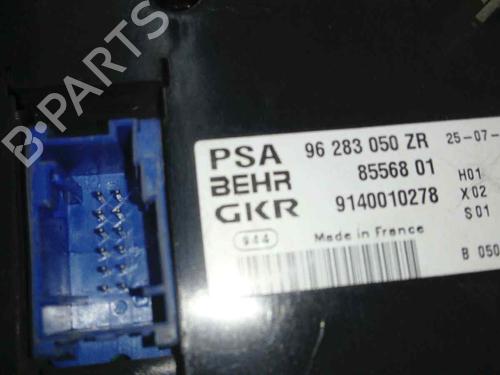 B-PARTS
PSA 96 283 050 ZR 25-07-
BEHR 85568 01 H01
GKR 9140010278 X 02
S 01
944 Made in France B 050